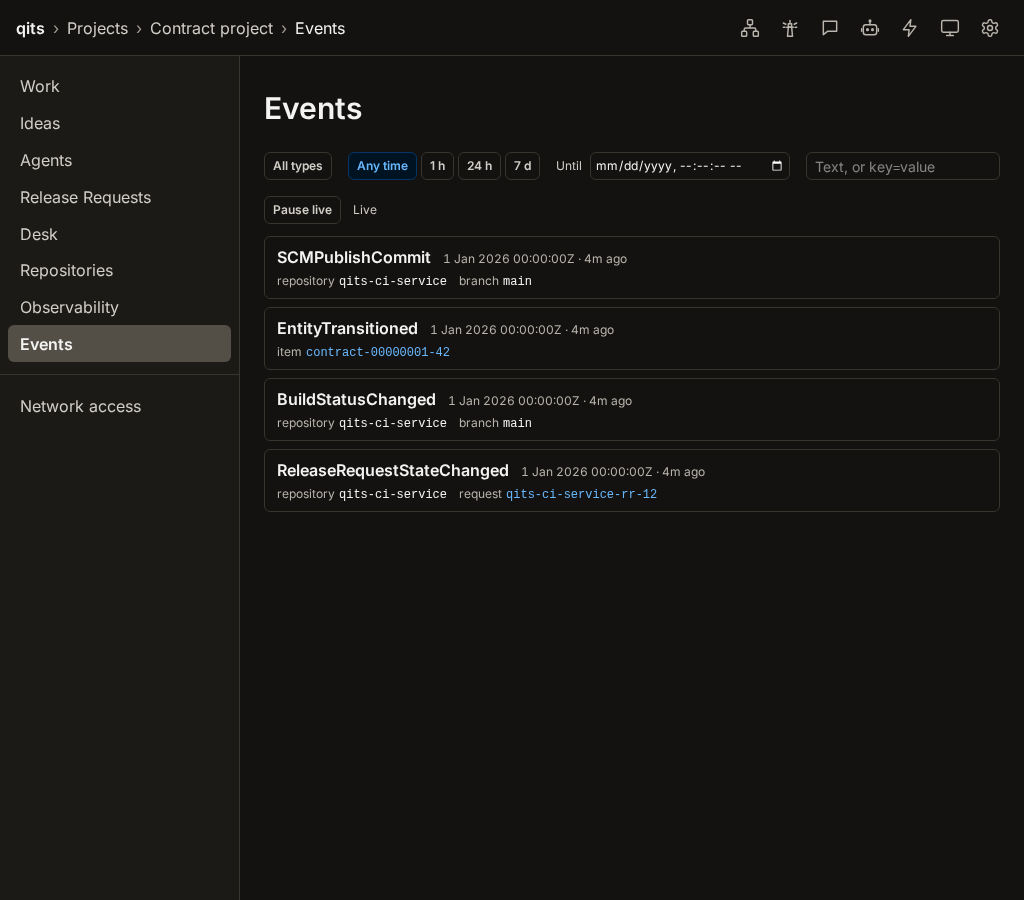 qits › Projects › Contract project › Events
Work
Ideas
Agents
Release Requests
Desk
Repositories
Observability
Events
Network access
Events
All types Any time 1 h 24 h 7 d Until mm/dd/yyyy, --:--:-- -- Text, or key=value
Pause live Live
SCMPublishCommit 1 Jan 2026 00:00:00Z · 4m ago
repository qits-ci-service branch main
EntityTransitioned 1 Jan 2026 00:00:00Z · 4m ago
item contract-00000001-42
BuildStatusChanged 1 Jan 2026 00:00:00Z · 4m ago
repository qits-ci-service branch main
ReleaseRequestStateChanged 1 Jan 2026 00:00:00Z · 4m ago
repository qits-ci-service request qits-ci-service-rr-12